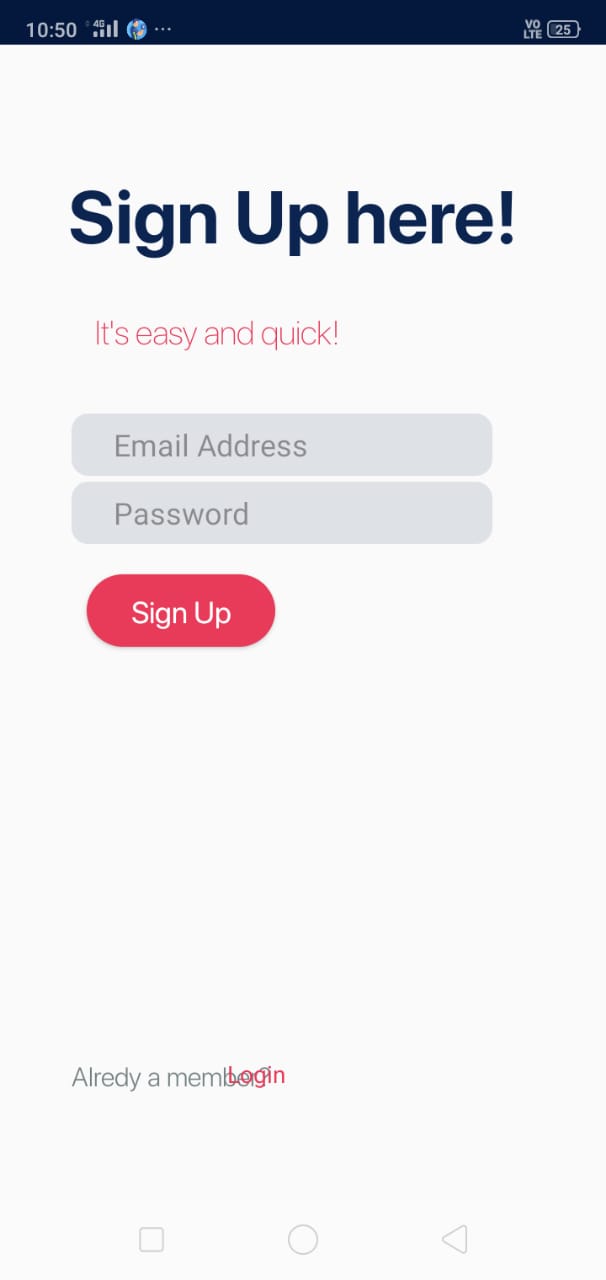 10:50 4G VO LTE 25
Sign Up here!
It's easy and quick!
Email Address
Password
Sign Up
Alredy a member? Login